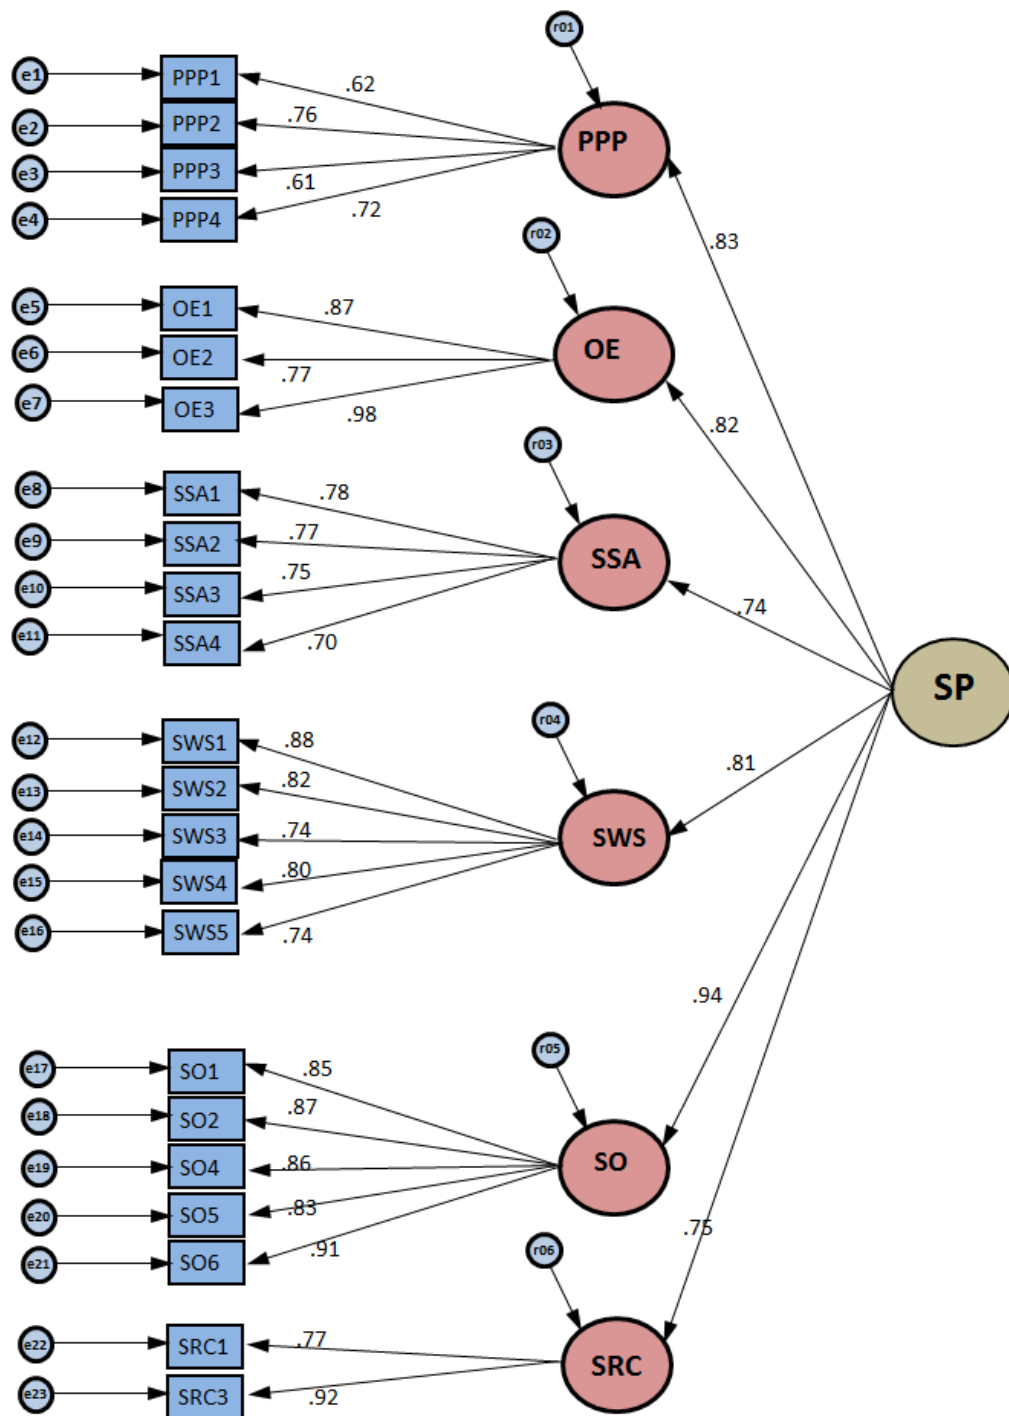 r01
e1 PPP1 .62
e2 PPP2 .76 PPP
e3 PPP3 .61
e4 PPP4 .72
.83
r02
e5 OE1 .87
e6 OE2 .77 OE
e7 OE3 .98
.82
r03
e8 SSA1 .78
e9 SSA2 .77 SSA
e10 SSA3 .75
e11 SSA4 .70
.74
SP
r04
e12 SWS1 .88
.81
e13 SWS2 .82
e14 SWS3 .74 SWS
e15 SWS4 .80
e16 SWS5 .74
.94
r05
e17 SO1 .85
e18 SO2 .87
e19 SO4 .86 SO
e20 SO5 .83
.75
e21 SO6 .91
r06
e22 SRC1 .77
SRC
e23 SRC3 .92